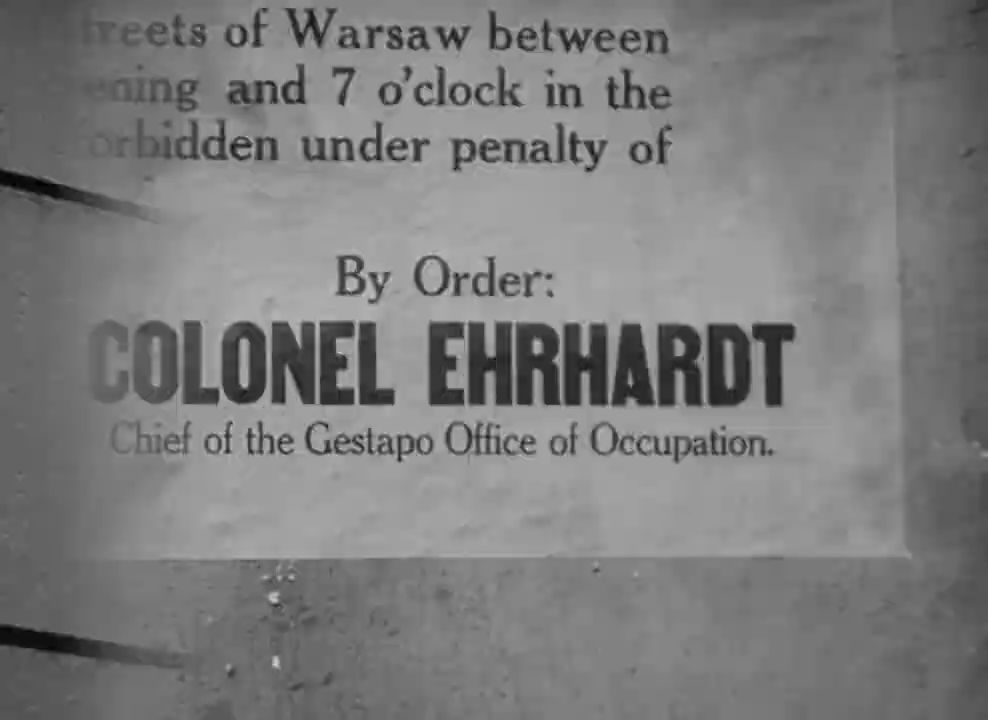 treets of Warsaw between
ening and 7 o'clock in the
orbidden under penalty of
By Order:
COLONEL EHRHARDT
Chief of the Gestapo Office of Occupation.